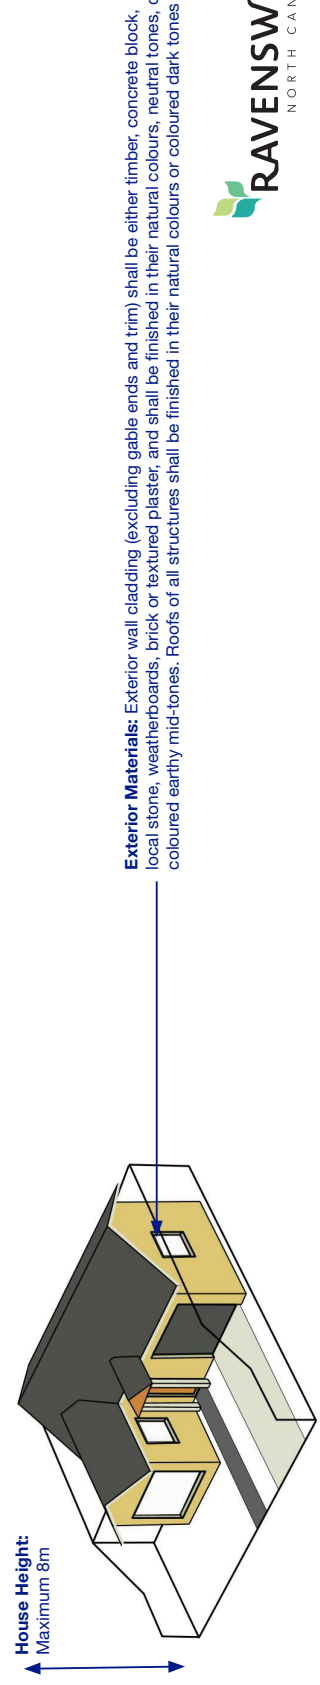 House Height:
Maximum 8m
Exterior Materials: Exterior wall cladding (excluding gable ends and trim) shall be either timber, concrete block,
local stone, weatherboards, brick or textured plaster, and shall be finished in their natural colours, neutral tones,
coloured earthy mid-tones. Roofs of all structures shall be finished in their natural colours or coloured dark tones
RAVENSW
NORTH CAN